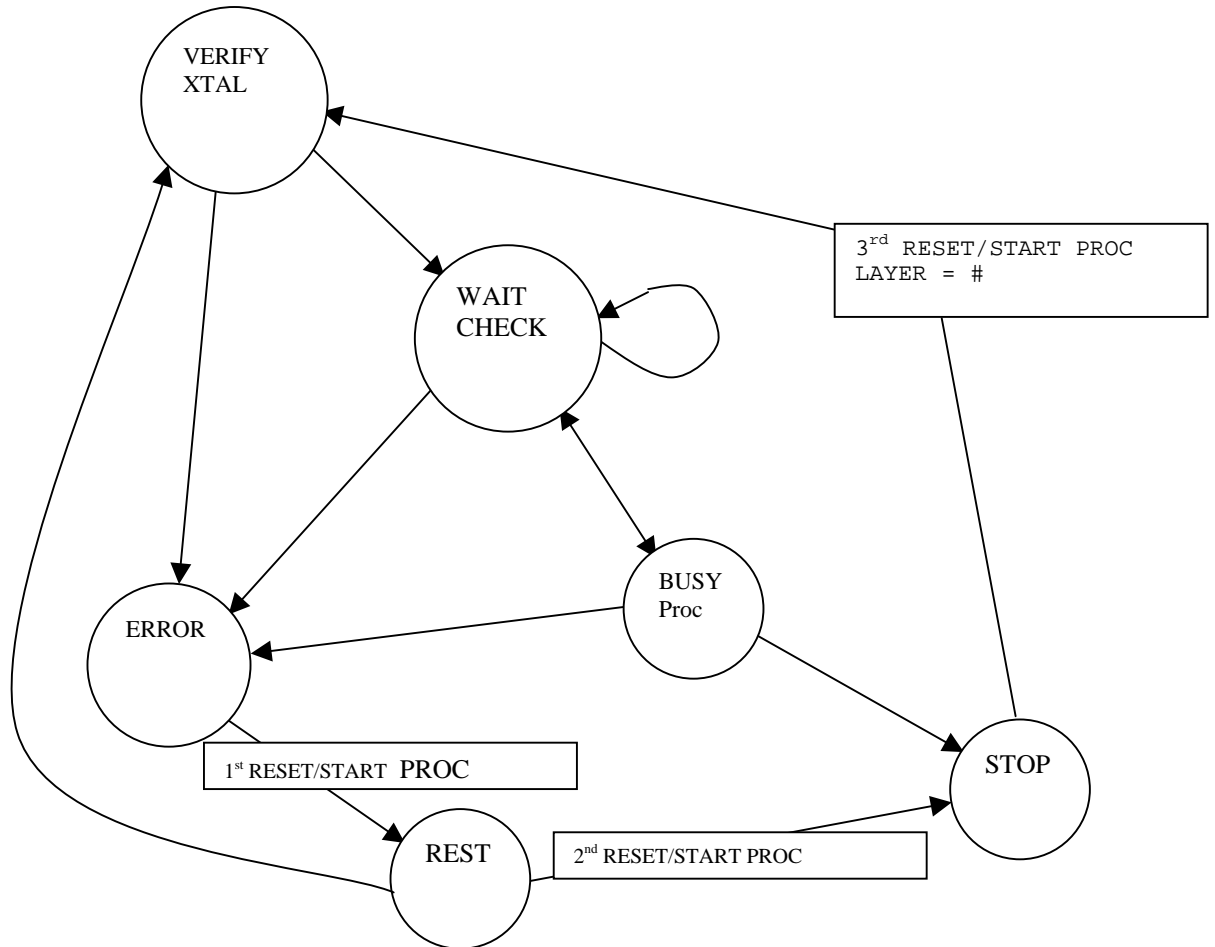 VERIFY
XTAL
3rd RESET/START PROC
LAYER = #
WAIT
CHECK
BUSY
Proc
ERROR
1st RESET/START PROC
STOP
REST
2nd RESET/START PROC